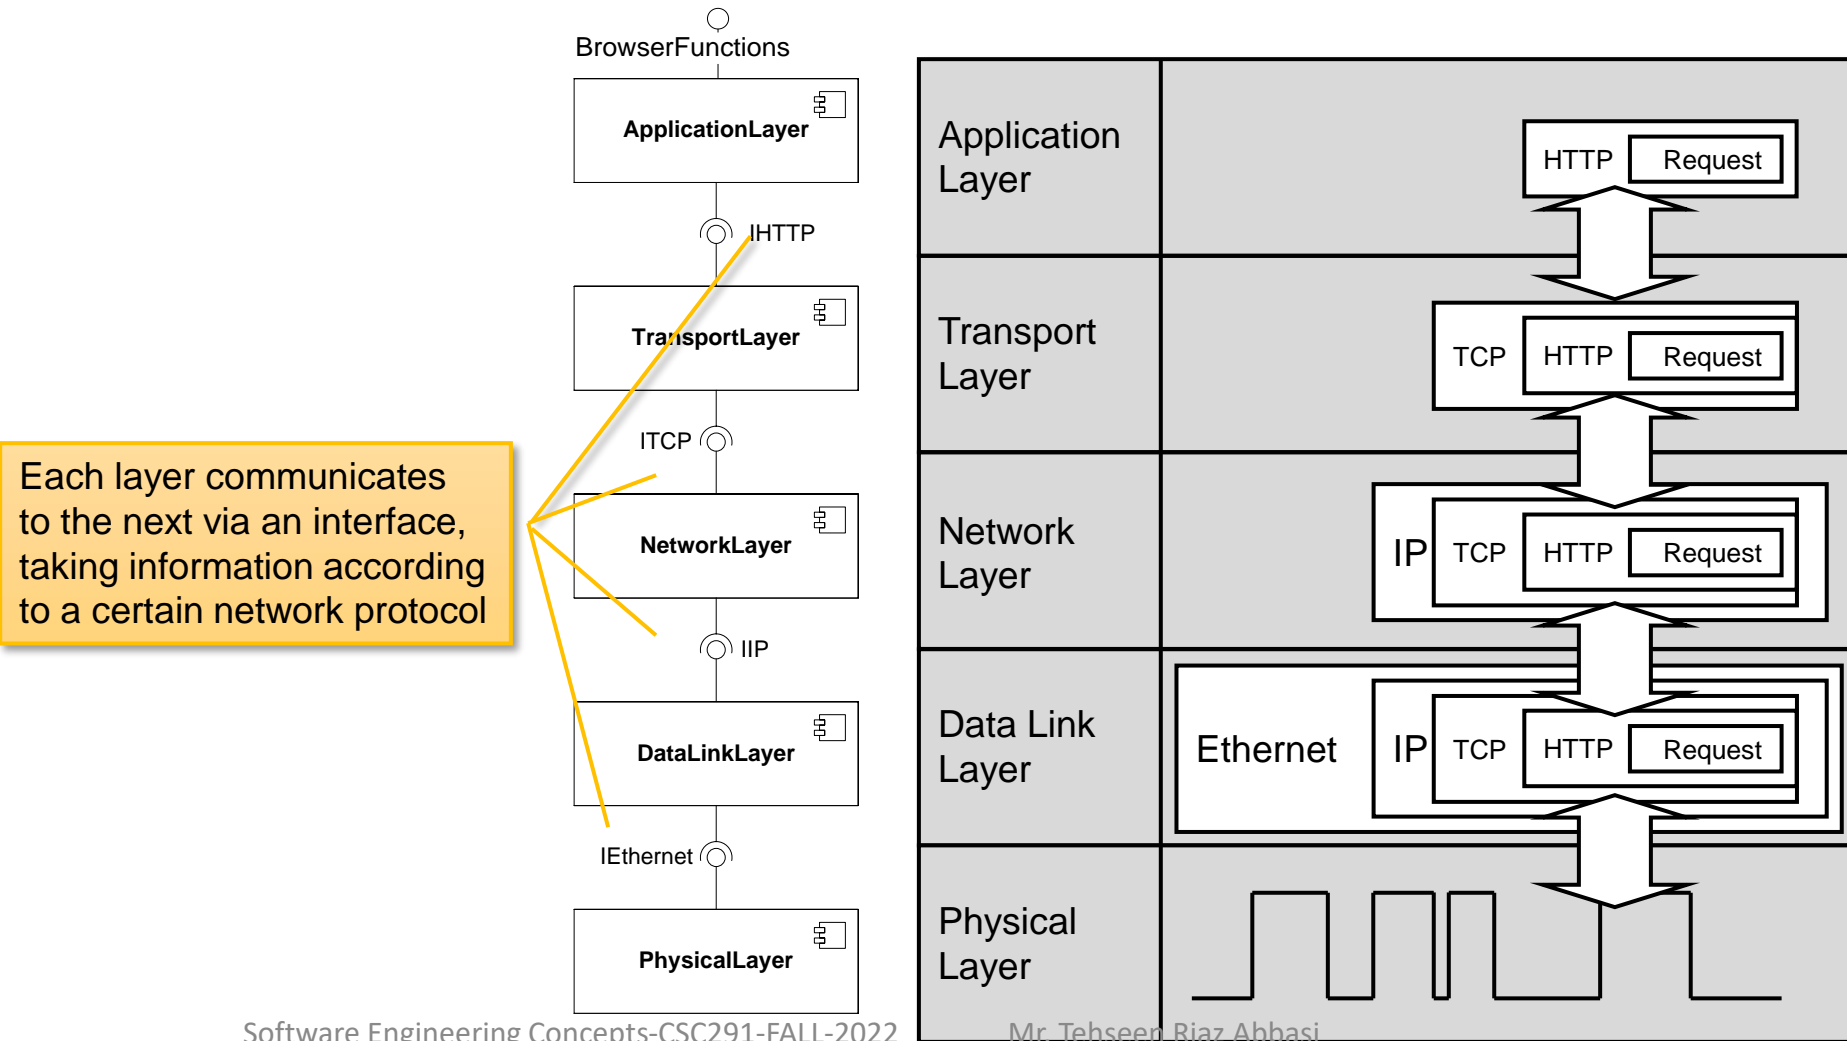 BrowserFunctions
ApplicationLayer
IHTTP
TransportLayer
ITCP
NetworkLayer
IIP
DataLinkLayer
IEthernet
PhysicalLayer
Each layer communicates
to the next via an interface,
taking information according
to a certain network protocol
Application
Layer
HTTP Request
Transport
Layer
TCP HTTP Request
Network
Layer
IP TCP HTTP Request
Data Link
Layer
Ethernet IP TCP HTTP Request
Physical
Layer
Software Engineering Concepts-CSC291-FALL-2022 Mr. Tehseen Riaz Abbasi